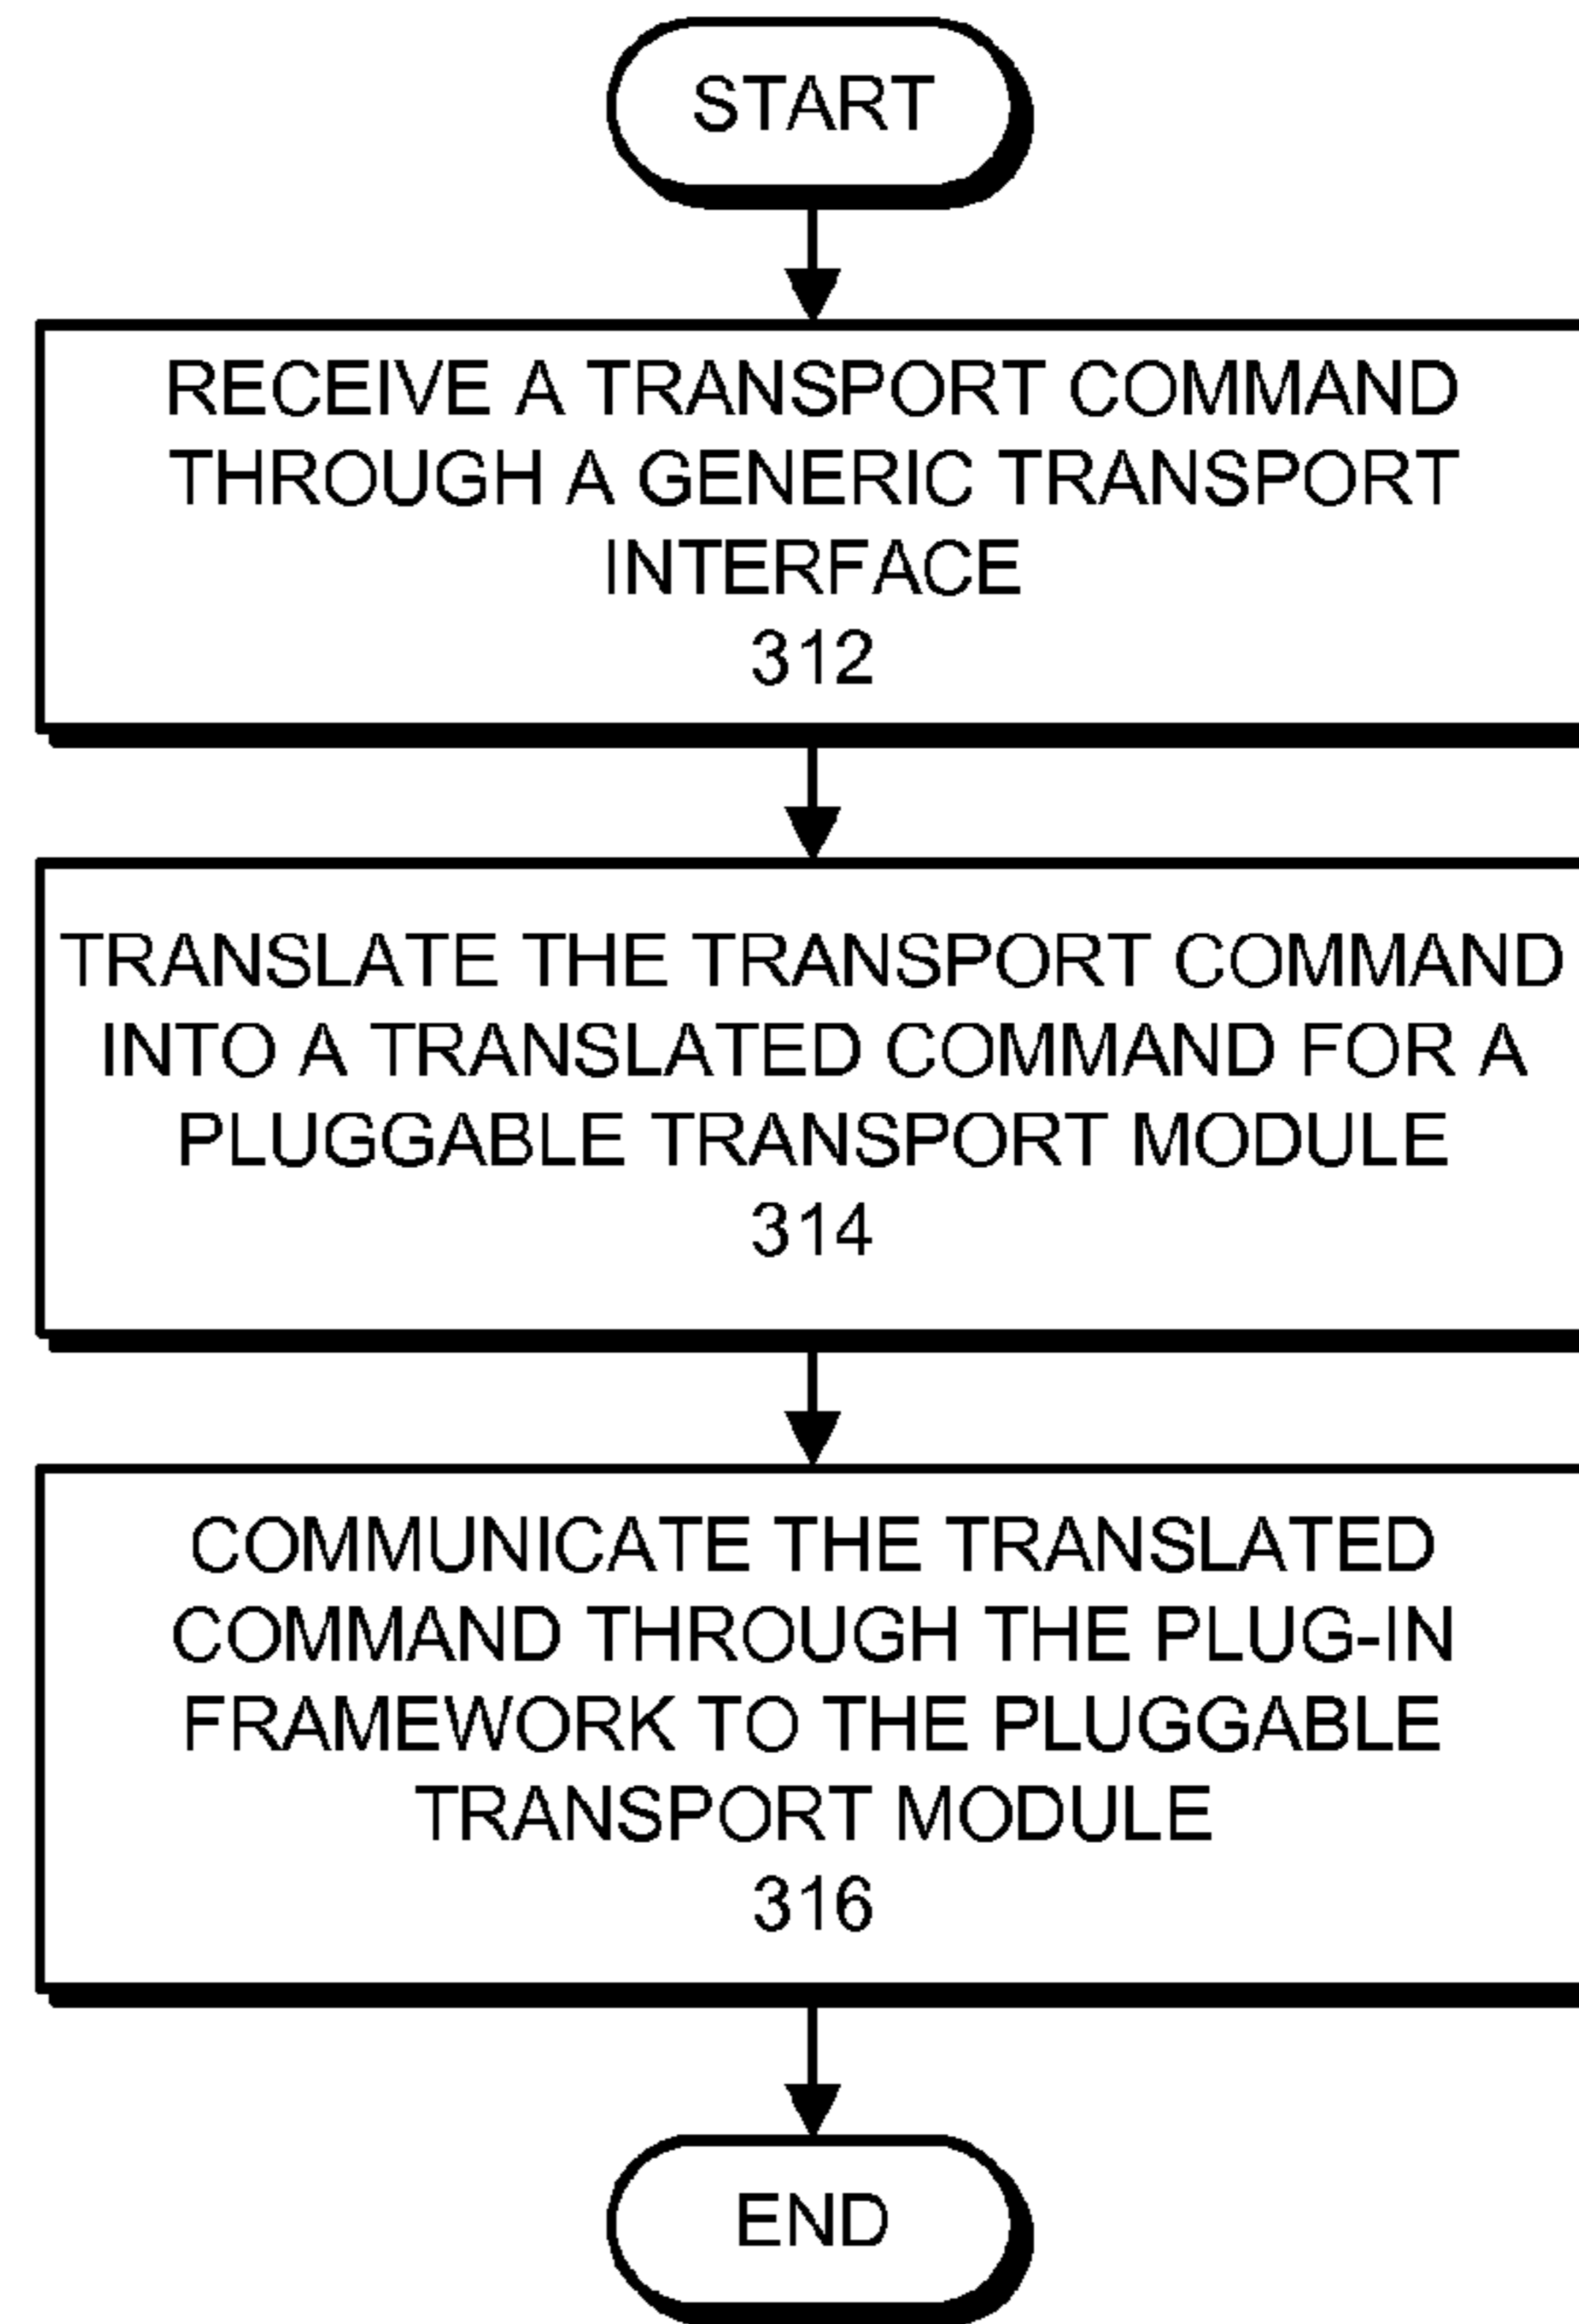 START
RECEIVE A TRANSPORT COMMAND
THROUGH A GENERIC TRANSPORT
INTERFACE
312
TRANSLATE THE TRANSPORT COMMAND
INTO A TRANSLATED COMMAND FOR A
PLUGGABLE TRANSPORT MODULE
314
COMMUNICATE THE TRANSLATED
COMMAND THROUGH THE PLUG-IN
FRAMEWORK TO THE PLUGGABLE
TRANSPORT MODULE
316
END